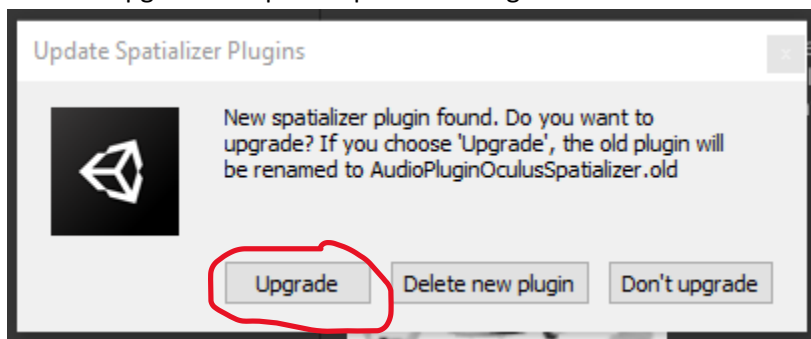 Update Spatializer Plugins
New spatializer plugin found. Do you want to
upgrade? If you choose 'Upgrade', the old plugin will
be renamed to AudioPluginOculusSpatializer.old
Upgrade
Delete new plugin
Don't upgrade